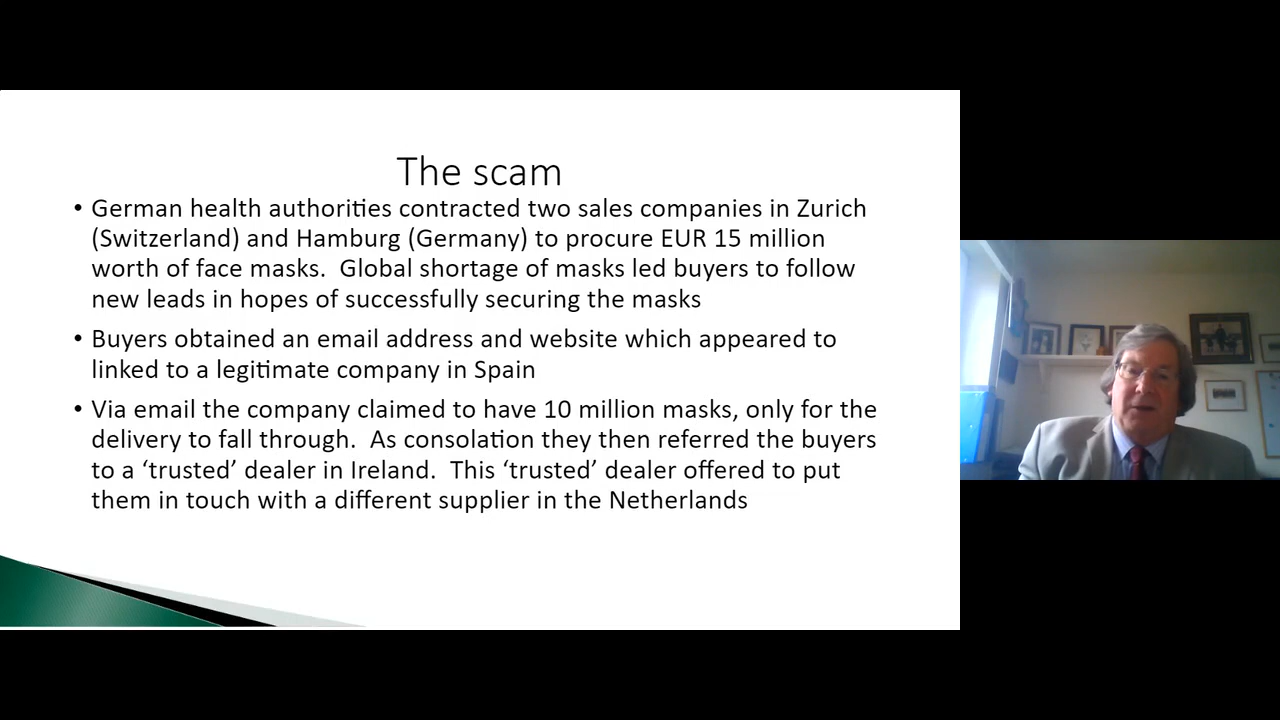 The scam
• German health authorities contracted two sales companies in Zurich
(Switzerland) and Hamburg (Germany) to procure EUR 15 million
worth of face masks.  Global shortage of masks led buyers to follow
new leads in hopes of successfully securing the masks
• Buyers obtained an email address and website which appeared to
linked to a legitimate company in Spain
• Via email the company claimed to have 10 million masks, only for the
delivery to fall through.  As consolation they then referred the buyers
to a ‘trusted’ dealer in Ireland.  This ‘trusted’ dealer offered to put
them in touch with a different supplier in the Netherlands